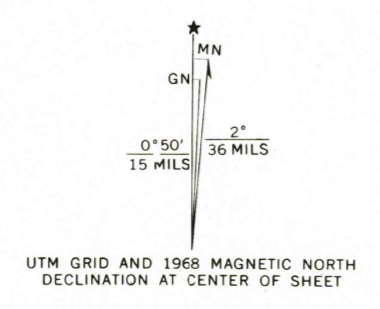 MN
GN
0°50'
15 MILS
2°
36 MILS
UTM GRID AND 1968 MAGNETIC NORTH
DECLINATION AT CENTER OF SHEET